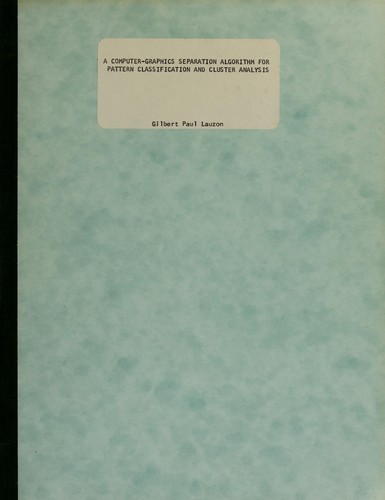 A COMPUTER-GRAPHICS SEPARATION ALGORITHM FOR
PATTERN CLASSIFICATION AND CLUSTER ANALYSIS
Gilbert Paul Lauzon